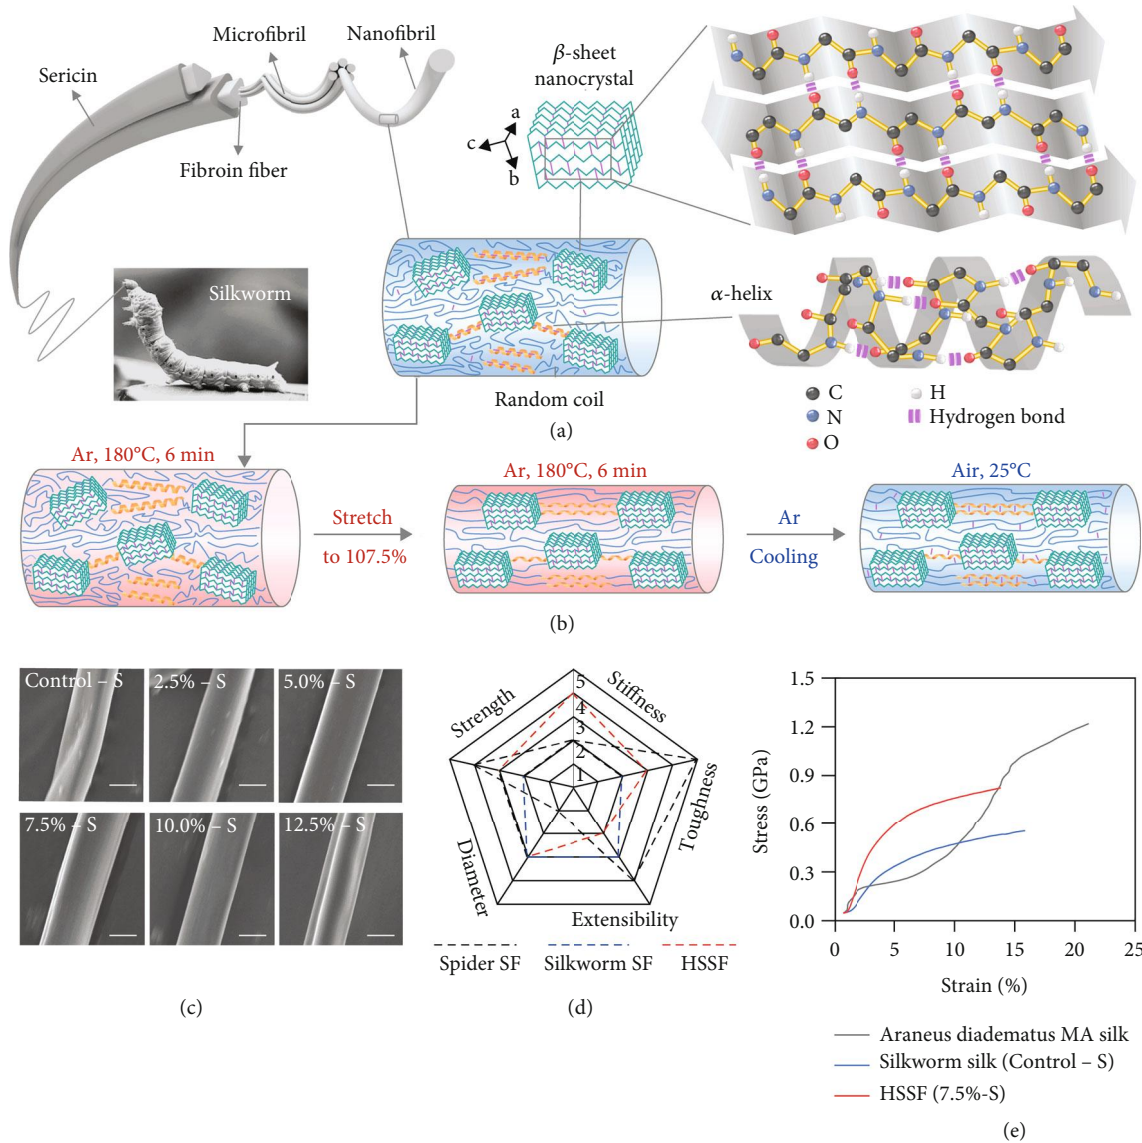 Microfibril
Nanofibril
Sericin
Fibroin fiber
β-sheet
nanocrystal
a
c
b
Silkworm
α-helix
Random coil
C
H
N
Hydrogen bond
O
(a)
Ar, 180°C, 6 min
Stretch
to 107.5%
Ar, 180°C, 6 min
Ar
Cooling
Air, 25°C
(b)
Control – S
2.5% – S
5.0% – S
7.5% – S
10.0% – S
12.5% – S
(c)
Strength
Stiffness
Toughness
Extensibility
Diameter
5
4
3
2
1
Spider SF
Silkworm SF
HSSF
(d)
Stress (GPa)
1.5
1.2
0.9
0.6
0.3
0.0
0
5
10
15
20
25
Strain (%)
Araneus diadematus MA silk
Silkworm silk (Control – S)
HSSF (7.5%-S)
(e)